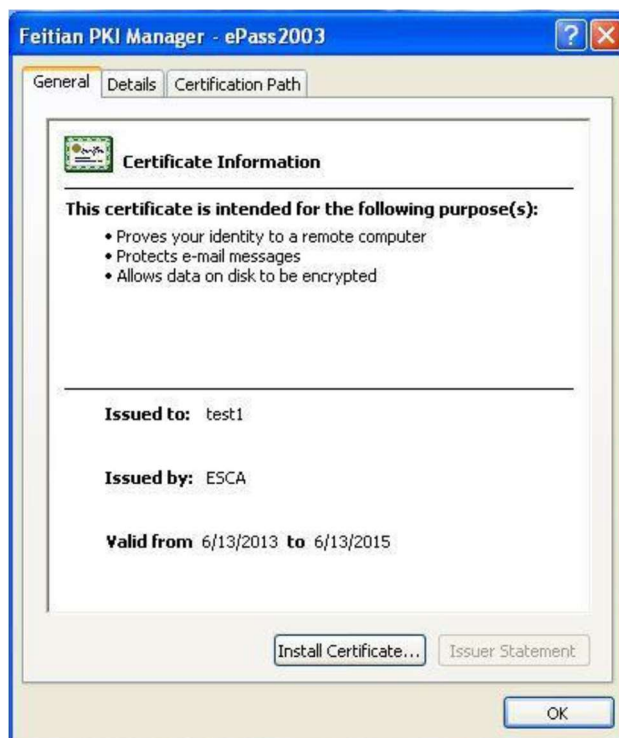 Feitian PKI Manager - ePass2003
General Details Certification Path
Certificate Information
This certificate is intended for the following purpose(s):
• Proves your identity to a remote computer
• Protects e-mail messages
• Allows data on disk to be encrypted
Issued to: test1
Issued by: ESCA
Valid from 6/13/2013 to 6/13/2015
Install Certificate... Issuer Statement
OK